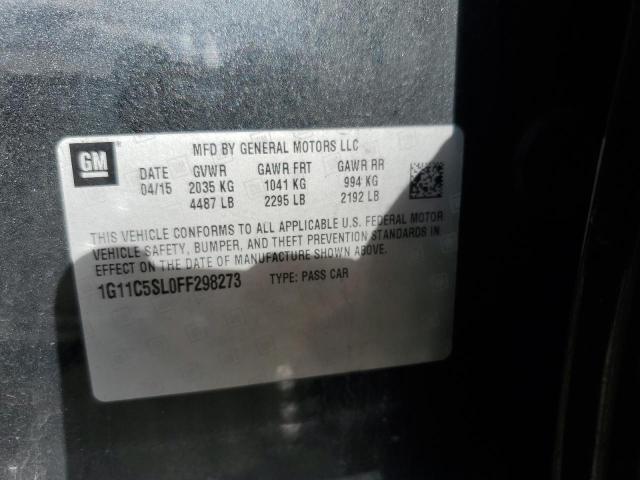 GM
MFD BY GENERAL MOTORS LLC
DATE GVWR GAWR FRT GAWR RR
04/15 2035 KG 1041 KG 994 KG
4487 LB 2295 LB 2192 LB
THIS VEHICLE CONFORMS TO ALL APPLICABLE U.S. FEDERAL MOTOR
VEHICLE SAFETY, BUMPER, AND THEFT PREVENTION STANDARDS IN
EFFECT ON THE DATE OF MANUFACTURE SHOWN ABOVE.
1G11C5SL0FF298273 TYPE: PASS CAR